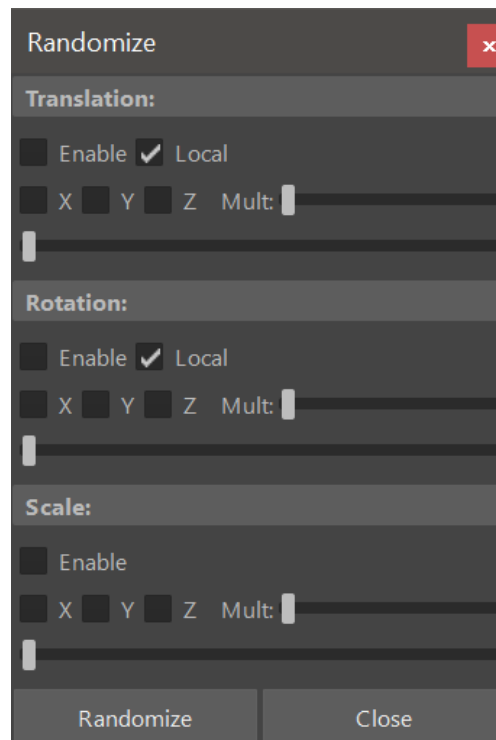 Randomize x
Translation:
Enable Local
X Y Z Mult:
Rotation:
Enable Local
X Y Z Mult:
Scale:
Enable
X Y Z Mult:
Randomize Close